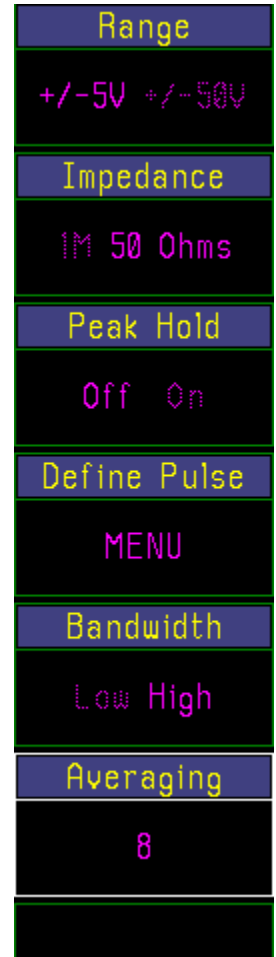 Range
+/-5V +/-50V
Impedance
1M 50 Ohms
Peak Hold
Off On
Define Pulse
MENU
Bandwidth
Low High
Averaging
8